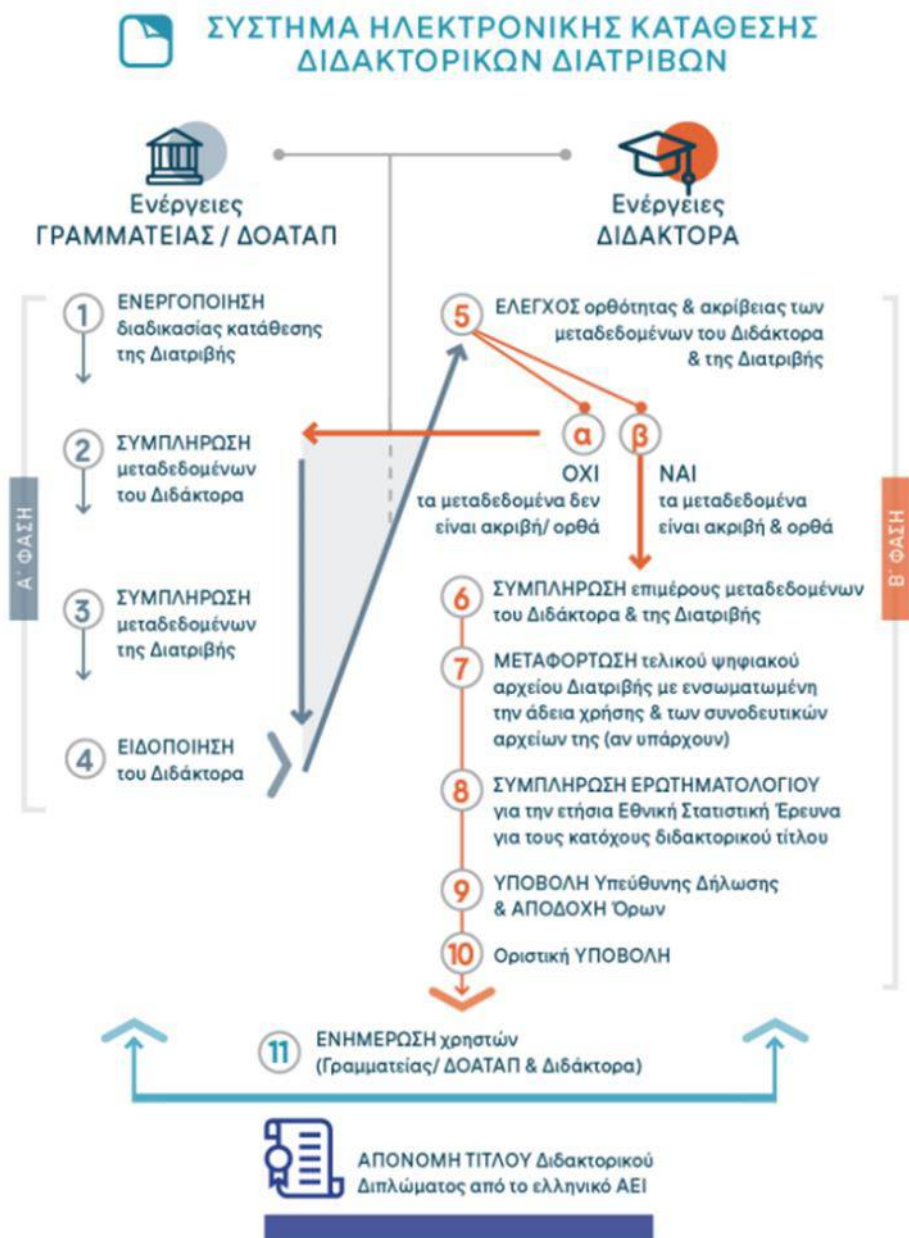 ΣΥΣΤΗΜΑ ΗΛΕΚΤΡΟΝΙΚΗΣ ΚΑΤΑΘΕΣΗΣ
ΔΙΔΑΚΤΟΡΙΚΩΝ ΔΙΑΤΡΙΒΩΝ
Ενέργειες
ΓΡΑΜΜΑΤΕΙΑΣ / ΔΟΑΤΑΠ
Ενέργειες
ΔΙΔΑΚΤΟΡΑ
Α΄ ΦΑΣΗ
1 ΕΝΕΡΓΟΠΟΙΗΣΗ
διαδικασίας κατάθεσης
της Διατριβής
2 ΣΥΜΠΛΗΡΩΣΗ
μεταδεδομένων
του Διδάκτορα
3 ΣΥΜΠΛΗΡΩΣΗ
μεταδεδομένων
της Διατριβής
4 ΕΙΔΟΠΟΙΗΣΗ
του Διδάκτορα
Β΄ ΦΑΣΗ
5 ΕΛΕΓΧΟΣ ορθότητας & ακρίβειας των
μεταδεδομένων του Διδάκτορα
& της Διατριβής
α
ΟΧΙ
τα μεταδεδομένα δεν
είναι ακριβή/ ορθά
β
ΝΑΙ
τα μεταδεδομένα
είναι ακριβή & ορθά
6 ΣΥΜΠΛΗΡΩΣΗ επιμέρους μεταδεδομένων
του Διδάκτορα & της Διατριβής
7 ΜΕΤΑΦΟΡΤΩΣΗ τελικού ψηφιακού
αρχείου Διατριβής με ενσωματωμένη
την άδεια χρήσης & των συνοδευτικών
αρχείων της (αν υπάρχουν)
8 ΣΥΜΠΛΗΡΩΣΗ ΕΡΩΤΗΜΑΤΟΛΟΓΙΟΥ
για την ετήσια Εθνική Στατιστική Έρευνα
για τους κατόχους διδακτορικού τίτλου
9 ΥΠΟΒΟΛΗ Υπεύθυνης Δήλωσης
& ΑΠΟΔΟΧΗ Όρων
10 Οριστική ΥΠΟΒΟΛΗ
11 ΕΝΗΜΕΡΩΣΗ χρηστών
(Γραμματείας/ ΔΟΑΤΑΠ & Διδάκτορα)
ΑΠΟΝΟΜΗ ΤΙΤΛΟΥ Διδακτορικού
Διπλώματος από το ελληνικό ΑΕΙ